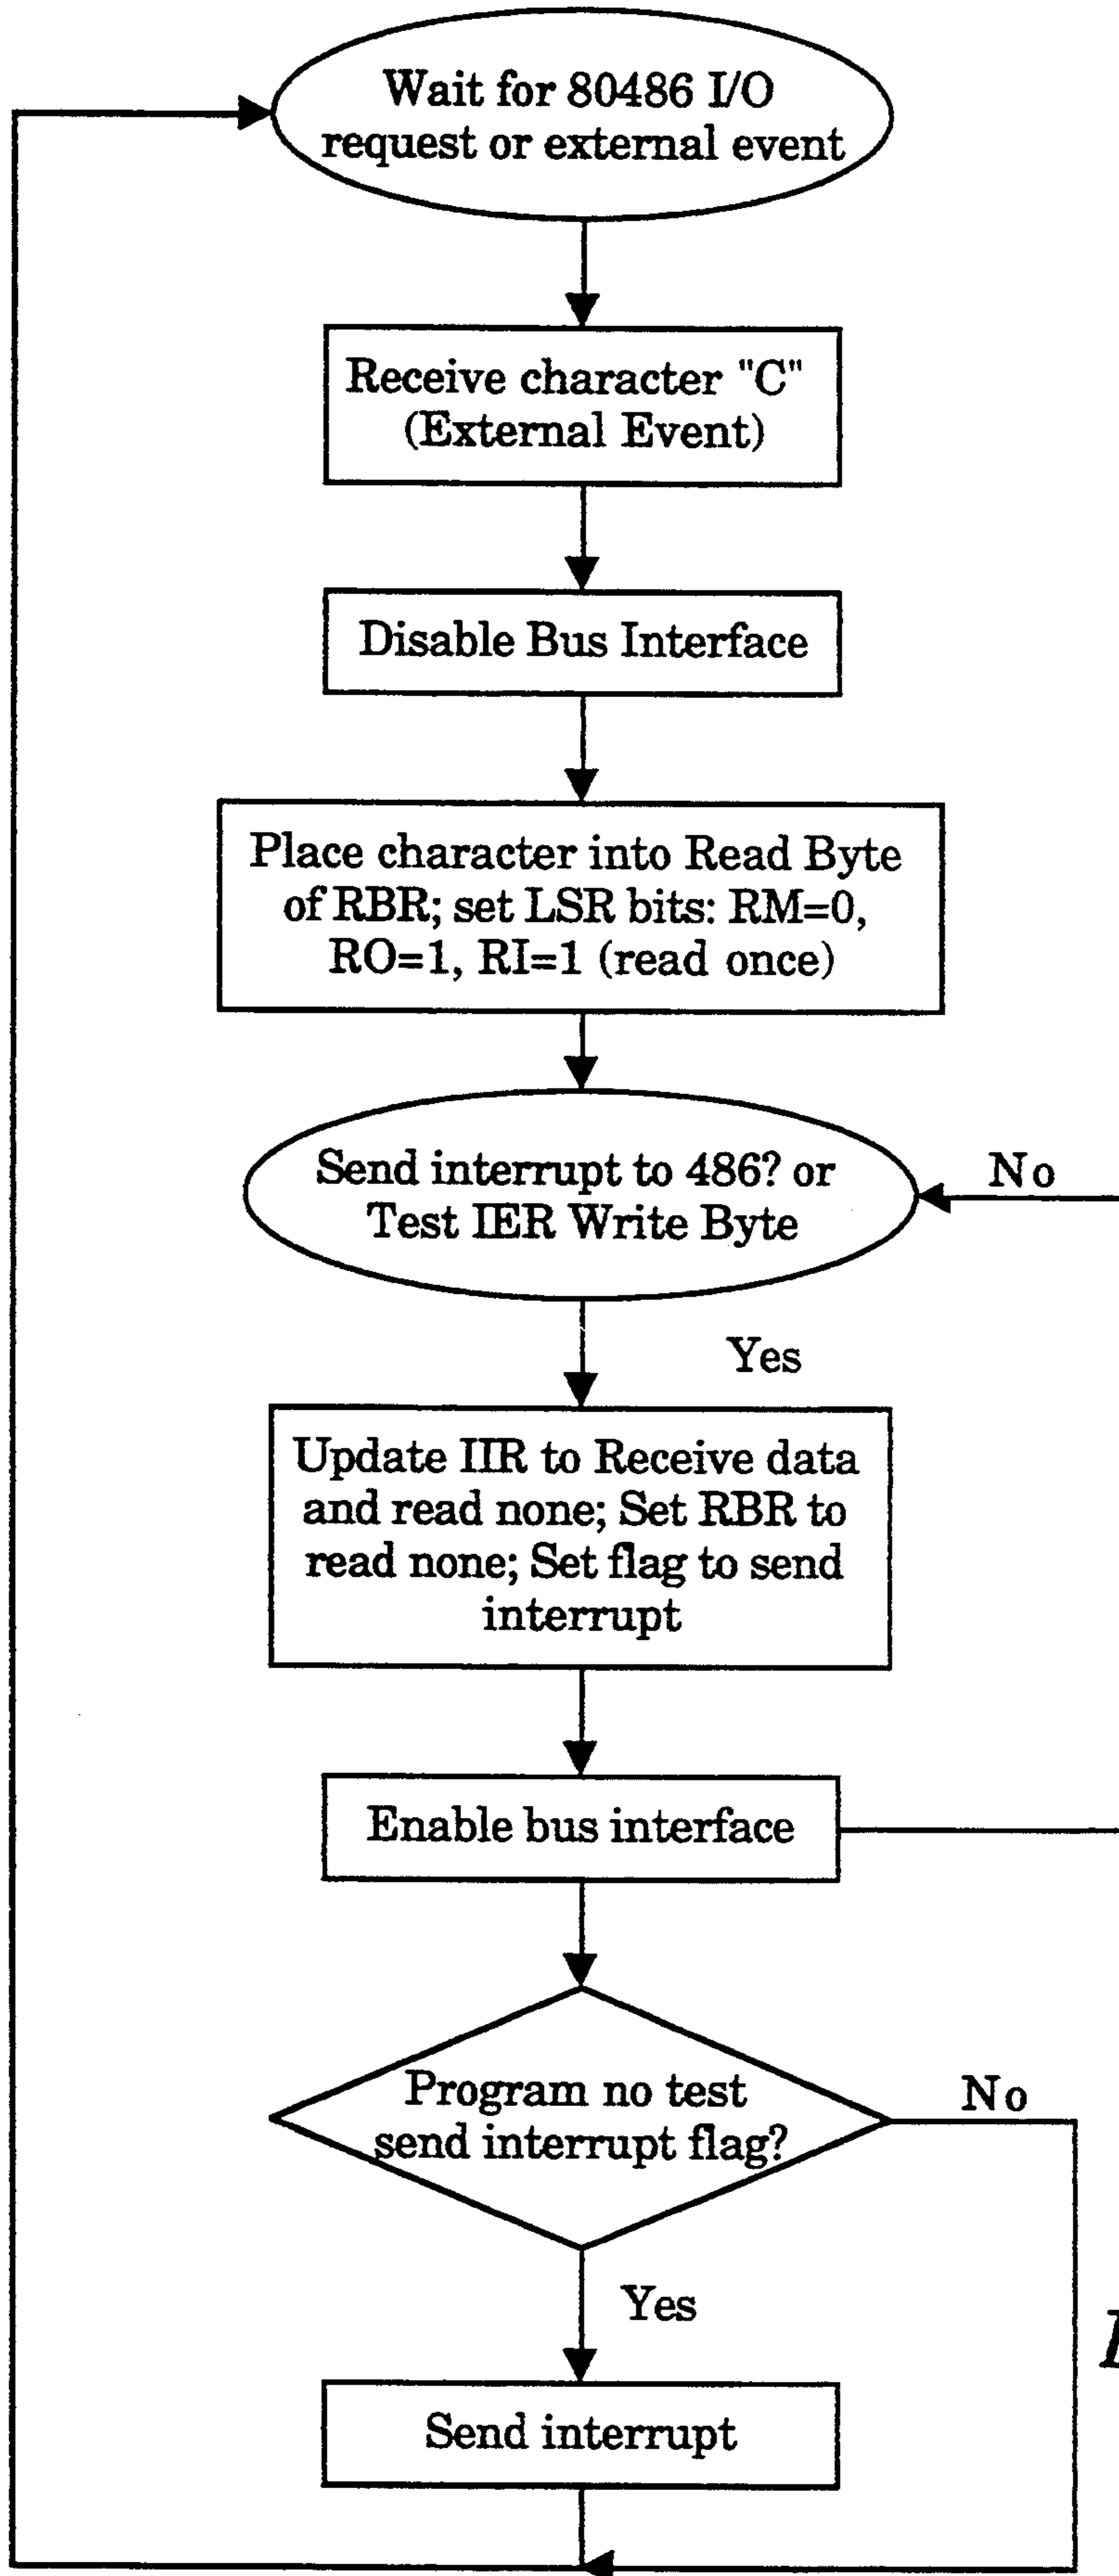 Wait for 80486 I/O
request or external event
Receive character "C"
(External Event)
Disable Bus Interface
Place character into Read Byte
of RBR; set LSR bits: RM=0,
RO=1, RI=1 (read once)
Send interrupt to 486? or
Test IER Write Byte
No
Yes
Update IIR to Receive data
and read none; Set RBR to
read none; Set flag to send
interrupt
Enable bus interface
Program no test
send interrupt flag?
No
Yes
Send interrupt